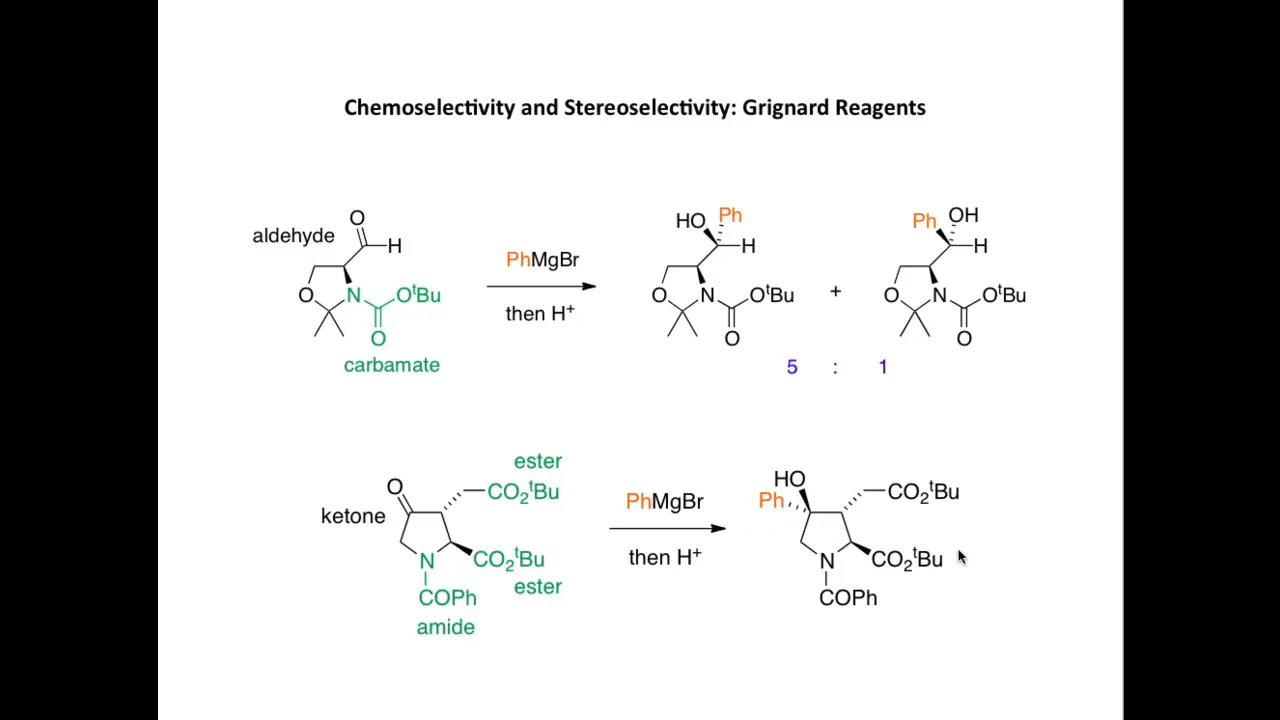 Chemoselectivity and Stereoselectivity: Grignard Reagents
aldehyde
O
H
O
N
OᵗBu
O
carbamate
PhMgBr
then H⁺
HO
Ph
H
O
N
OᵗBu
O
+
Ph
OH
H
O
N
OᵗBu
O
5 : 1
ketone
O
ester
CO₂ᵗBu
N
CO₂ᵗBu
ester
COPh
amide
PhMgBr
then H⁺
HO
Ph
CO₂ᵗBu
N
CO₂ᵗBu
COPh